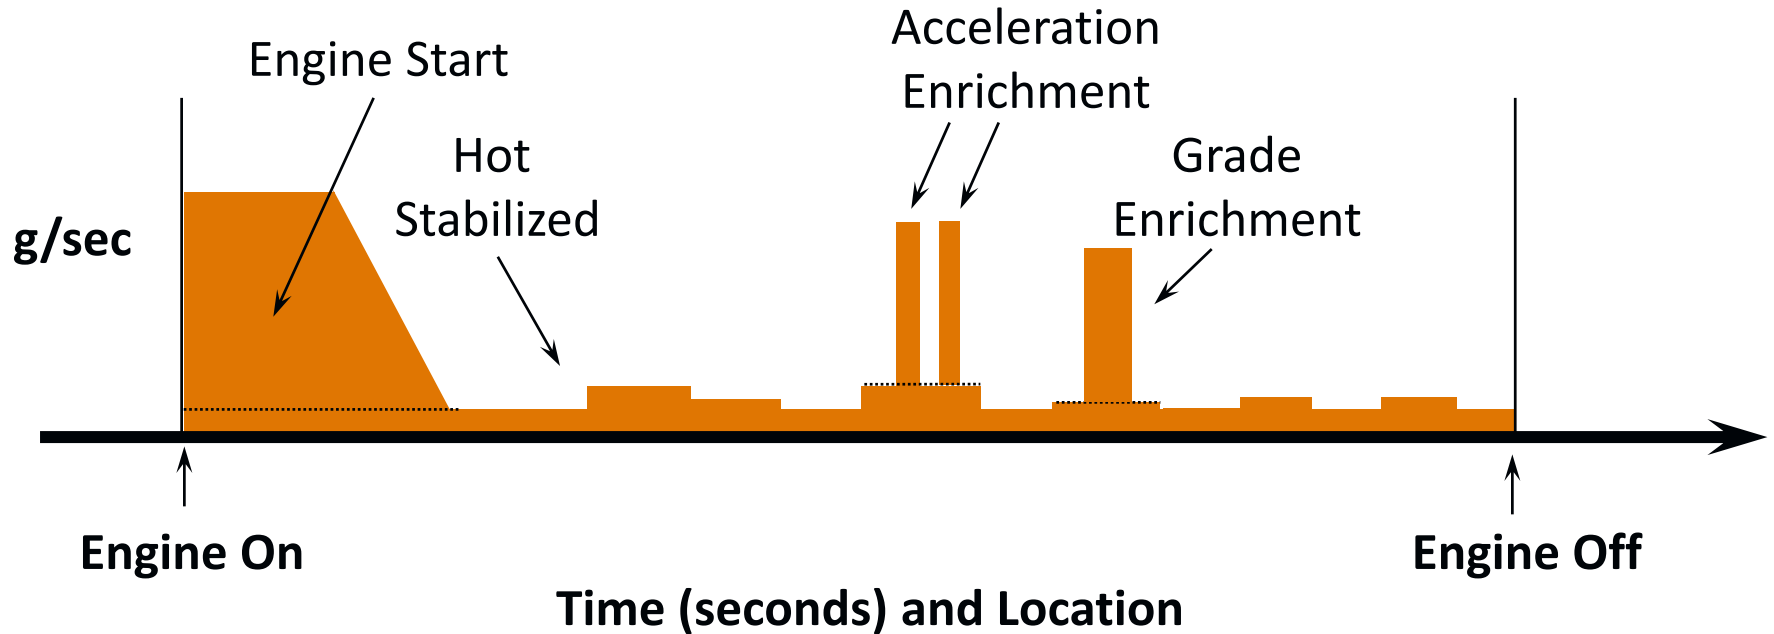 Engine Start
Acceleration
Enrichment
Hot
Stabilized
Grade
Enrichment
g/sec
Engine On
Engine Off
Time (seconds) and Location